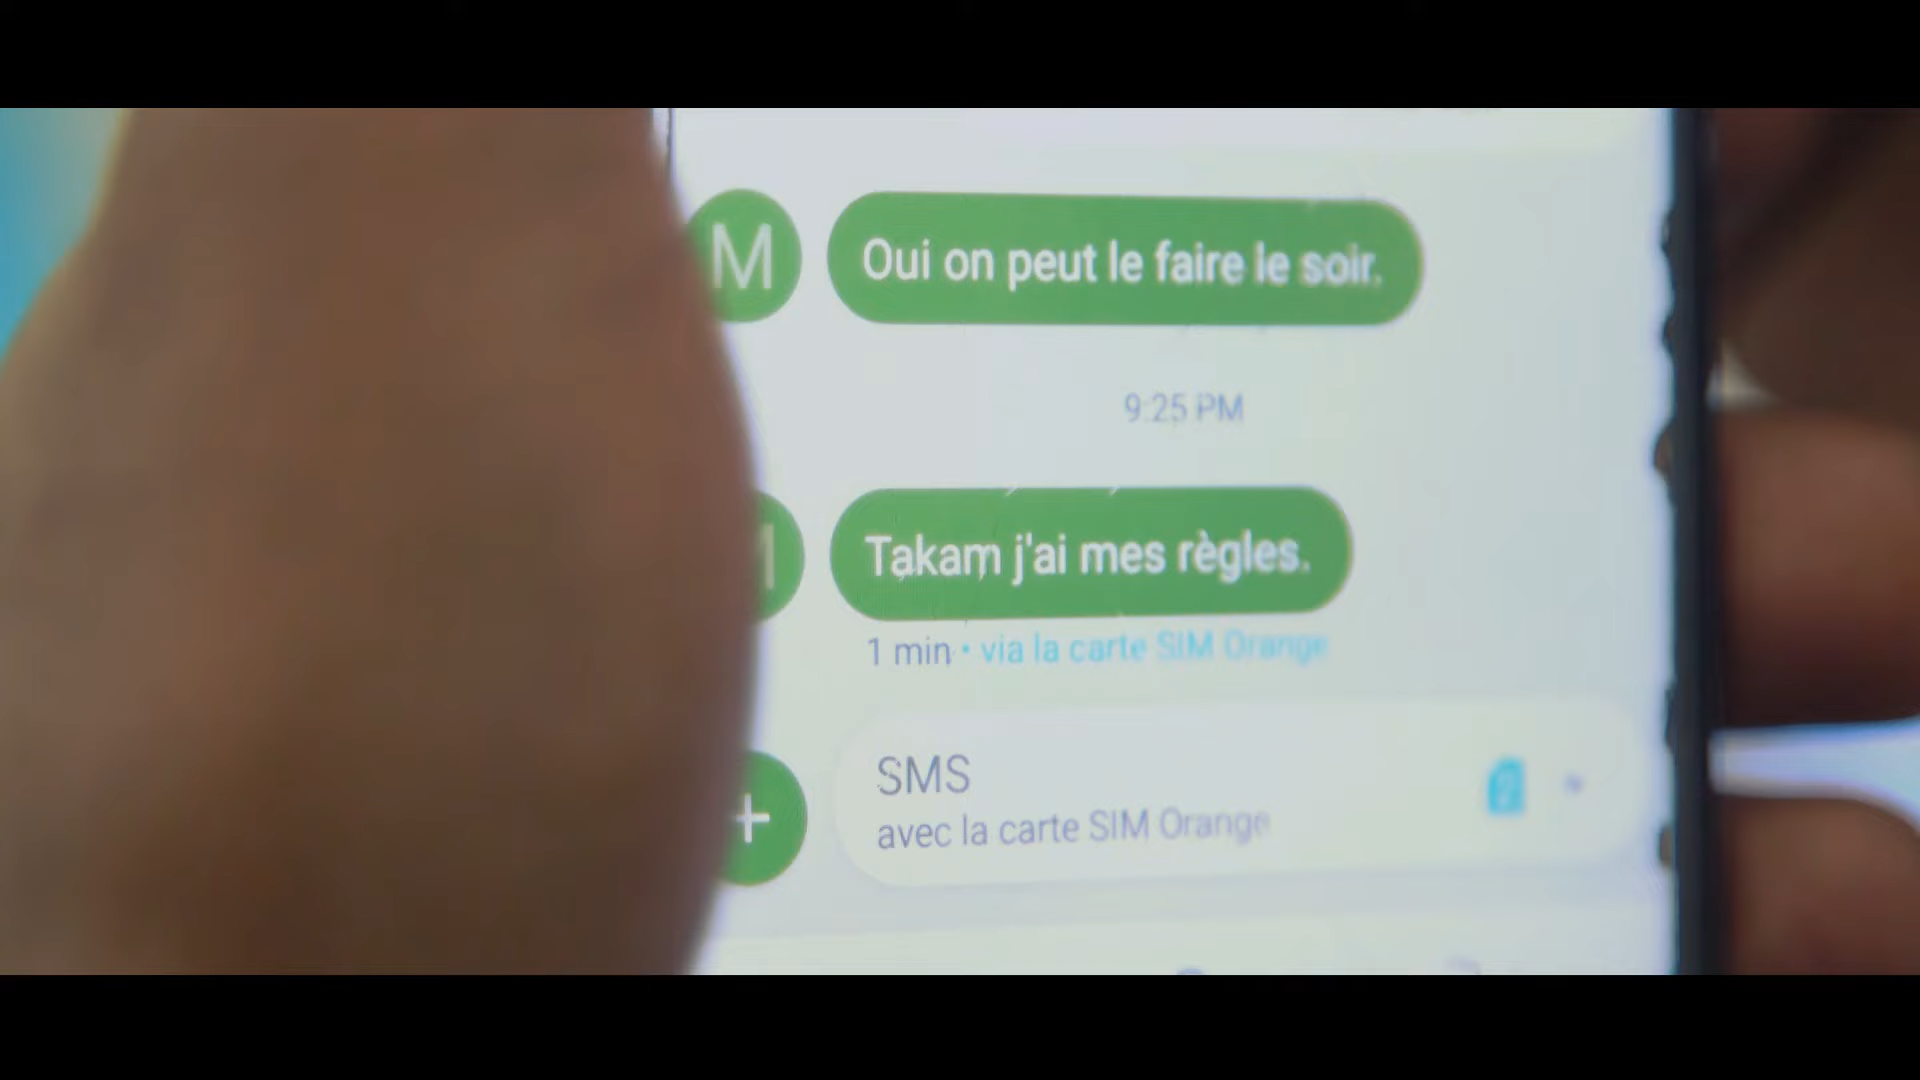 M
Oui on peut le faire le soir.
9:25 PM
Takam j'ai mes règles.
1 min • via la carte SIM Orange
+
SMS
avec la carte SIM Orange
2